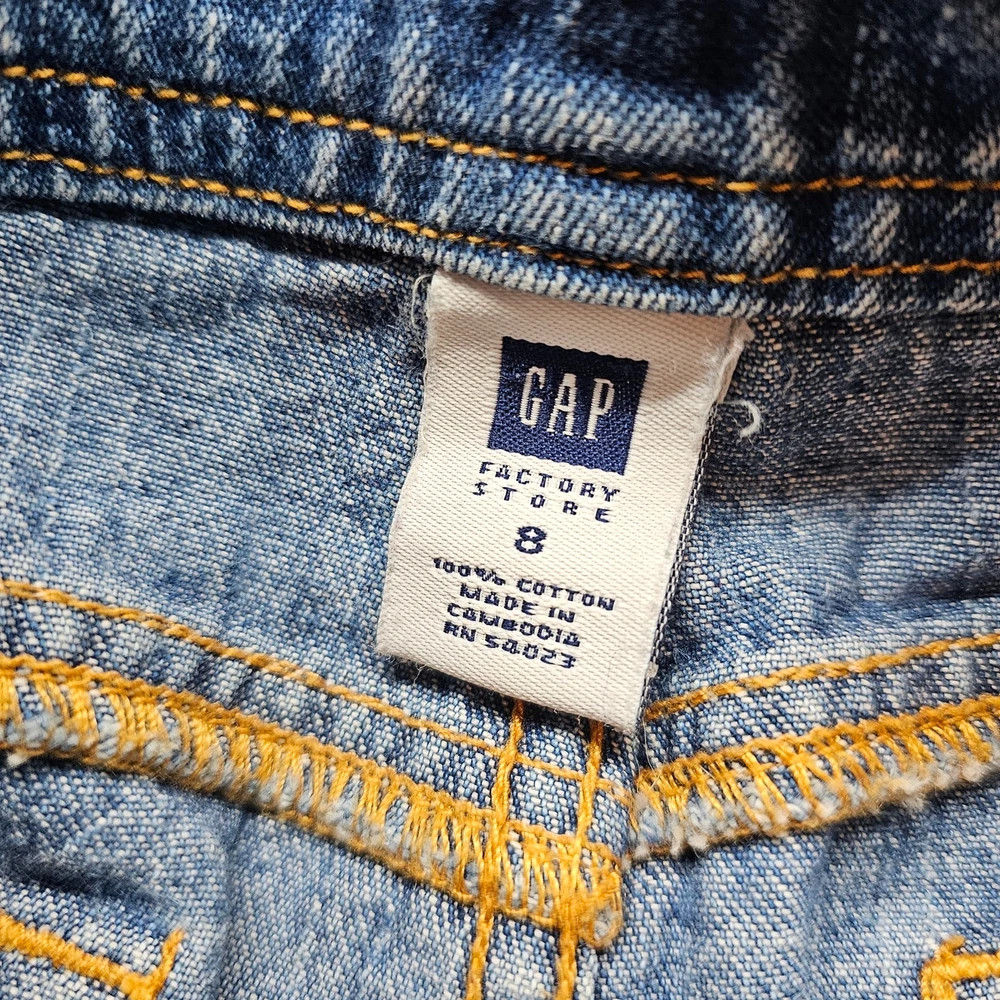 GAP
FACTORY
STORE
8
100% COTTON
MADE IN
CAMBODIA
RN 54023